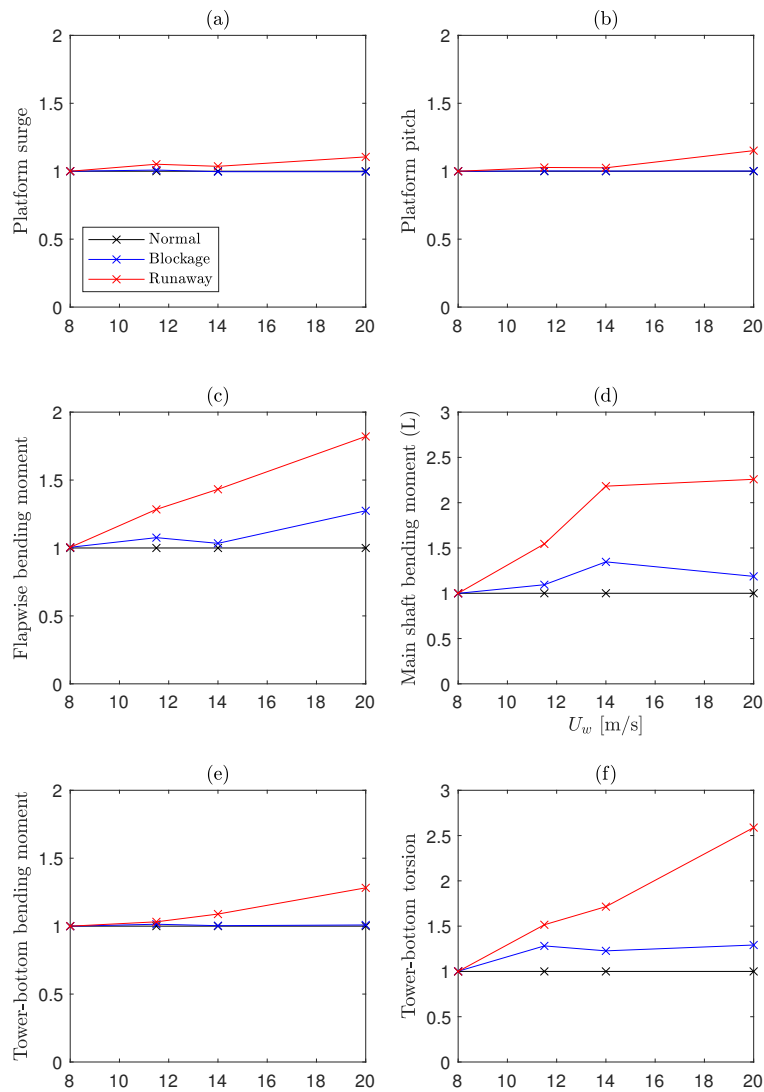 (a)
(b)
2
1.5
1
0.5
0
Platform surge
Normal
Blockage
Runaway
8 10 12 14 16 18 20
2
1.5
1
0.5
0
Platform pitch
8 10 12 14 16 18 20
(c)
(d)
2
1.5
1
0.5
0
Flapwise bending moment
8 10 12 14 16 18 20
3
2.5
2
1.5
1
0.5
0
Main shaft bending moment (L)
8 10 12 14 16 18 20
U_w [m/s]
(e)
(f)
2
1.5
1
0.5
0
Tower-bottom bending moment
8 10 12 14 16 18 20
3
2.5
2
1.5
1
0.5
0
Tower-bottom torsion
8 10 12 14 16 18 20